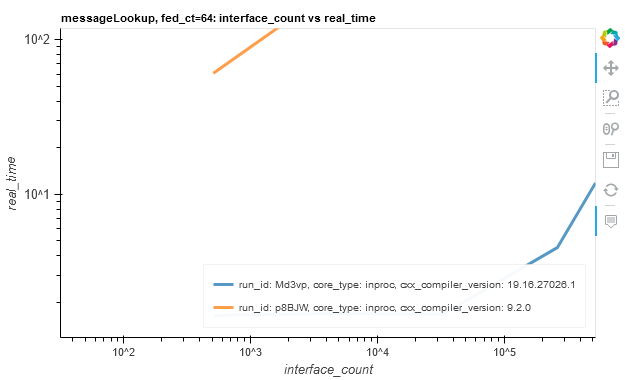 messageLookup, fed_ct=64: interface_count vs real_time
10^2
real_time
10^1
run_id: Md3vp, core_type: inproc, cxx_compiler_version: 19.16.27026.1
run_id: p8BJW, core_type: inproc, cxx_compiler_version: 9.2.0
10^2 10^3 10^4 10^5
interface_count